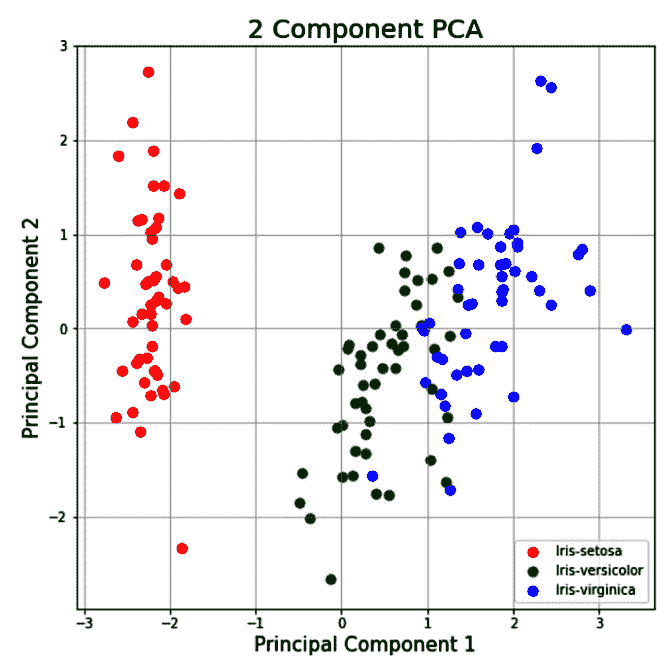 2 Component PCA
3
2
1
0
−1
−2
Principal Component 2
−3 −2 −1 0 1 2 3
Principal Component 1
Iris-setosa
Iris-versicolor
Iris-virginica